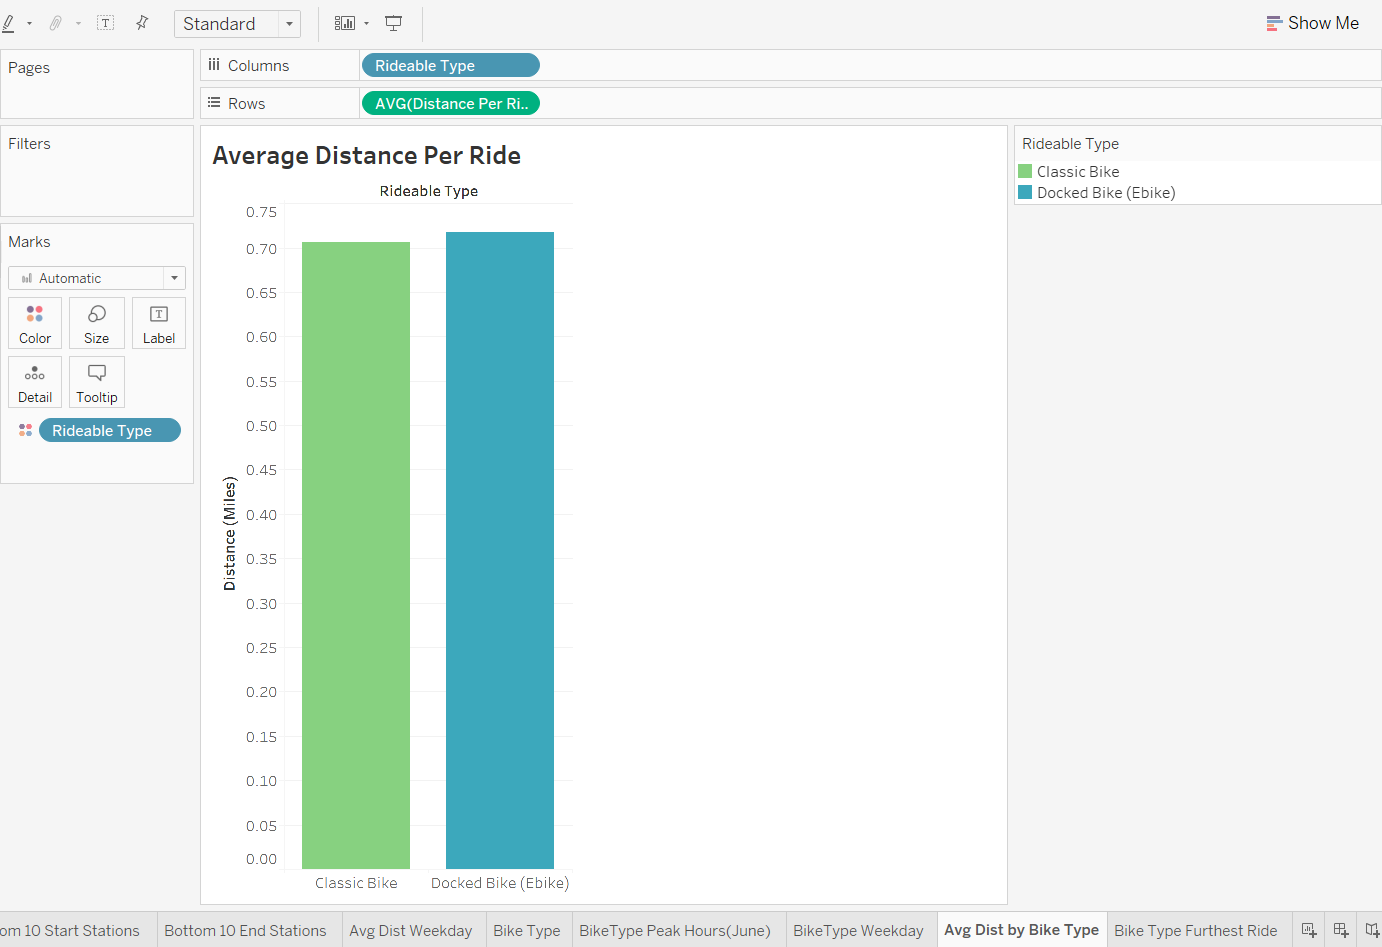 Standard
Show Me
Pages
Columns
Rideable Type
Rows
AVG(Distance Per Ri..
Filters
Marks
Automatic
Color
Size
Label
Detail
Tooltip
Rideable Type
Average Distance Per Ride
Rideable Type
0.75
0.70
0.65
0.60
0.55
0.50
0.45
0.40
0.35
0.30
0.25
0.20
0.15
0.10
0.05
0.00
Distance (Miles)
Classic Bike
Docked Bike (Ebike)
Rideable Type
Classic Bike
Docked Bike (Ebike)
om 10 Start Stations
Bottom 10 End Stations
Avg Dist Weekday
Bike Type
BikeType Peak Hours(June)
BikeType Weekday
Avg Dist by Bike Type
Bike Type Furthest Ride